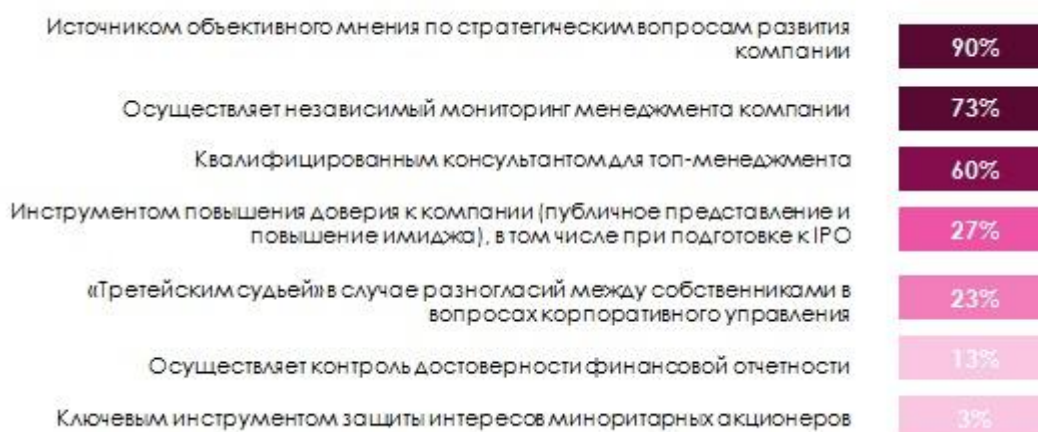 Источником объективного мнения по стратегическим вопросам развития
компании
90%
Осуществляет независимый мониторинг менеджмента компании
73%
Квалифицированным консультантом для топ-менеджмента
60%
Инструментом повышения доверия к компании (публичное представление и
повышение имиджа), в том числе при подготовке к IPO
27%
«Третейским судьей» в случае разногласий между собственниками в
вопросах корпоративного управления
23%
Осуществляет контроль достоверности финансовой отчетности
13%
Ключевым инструментом защиты интересов миноритарных акционеров
3%